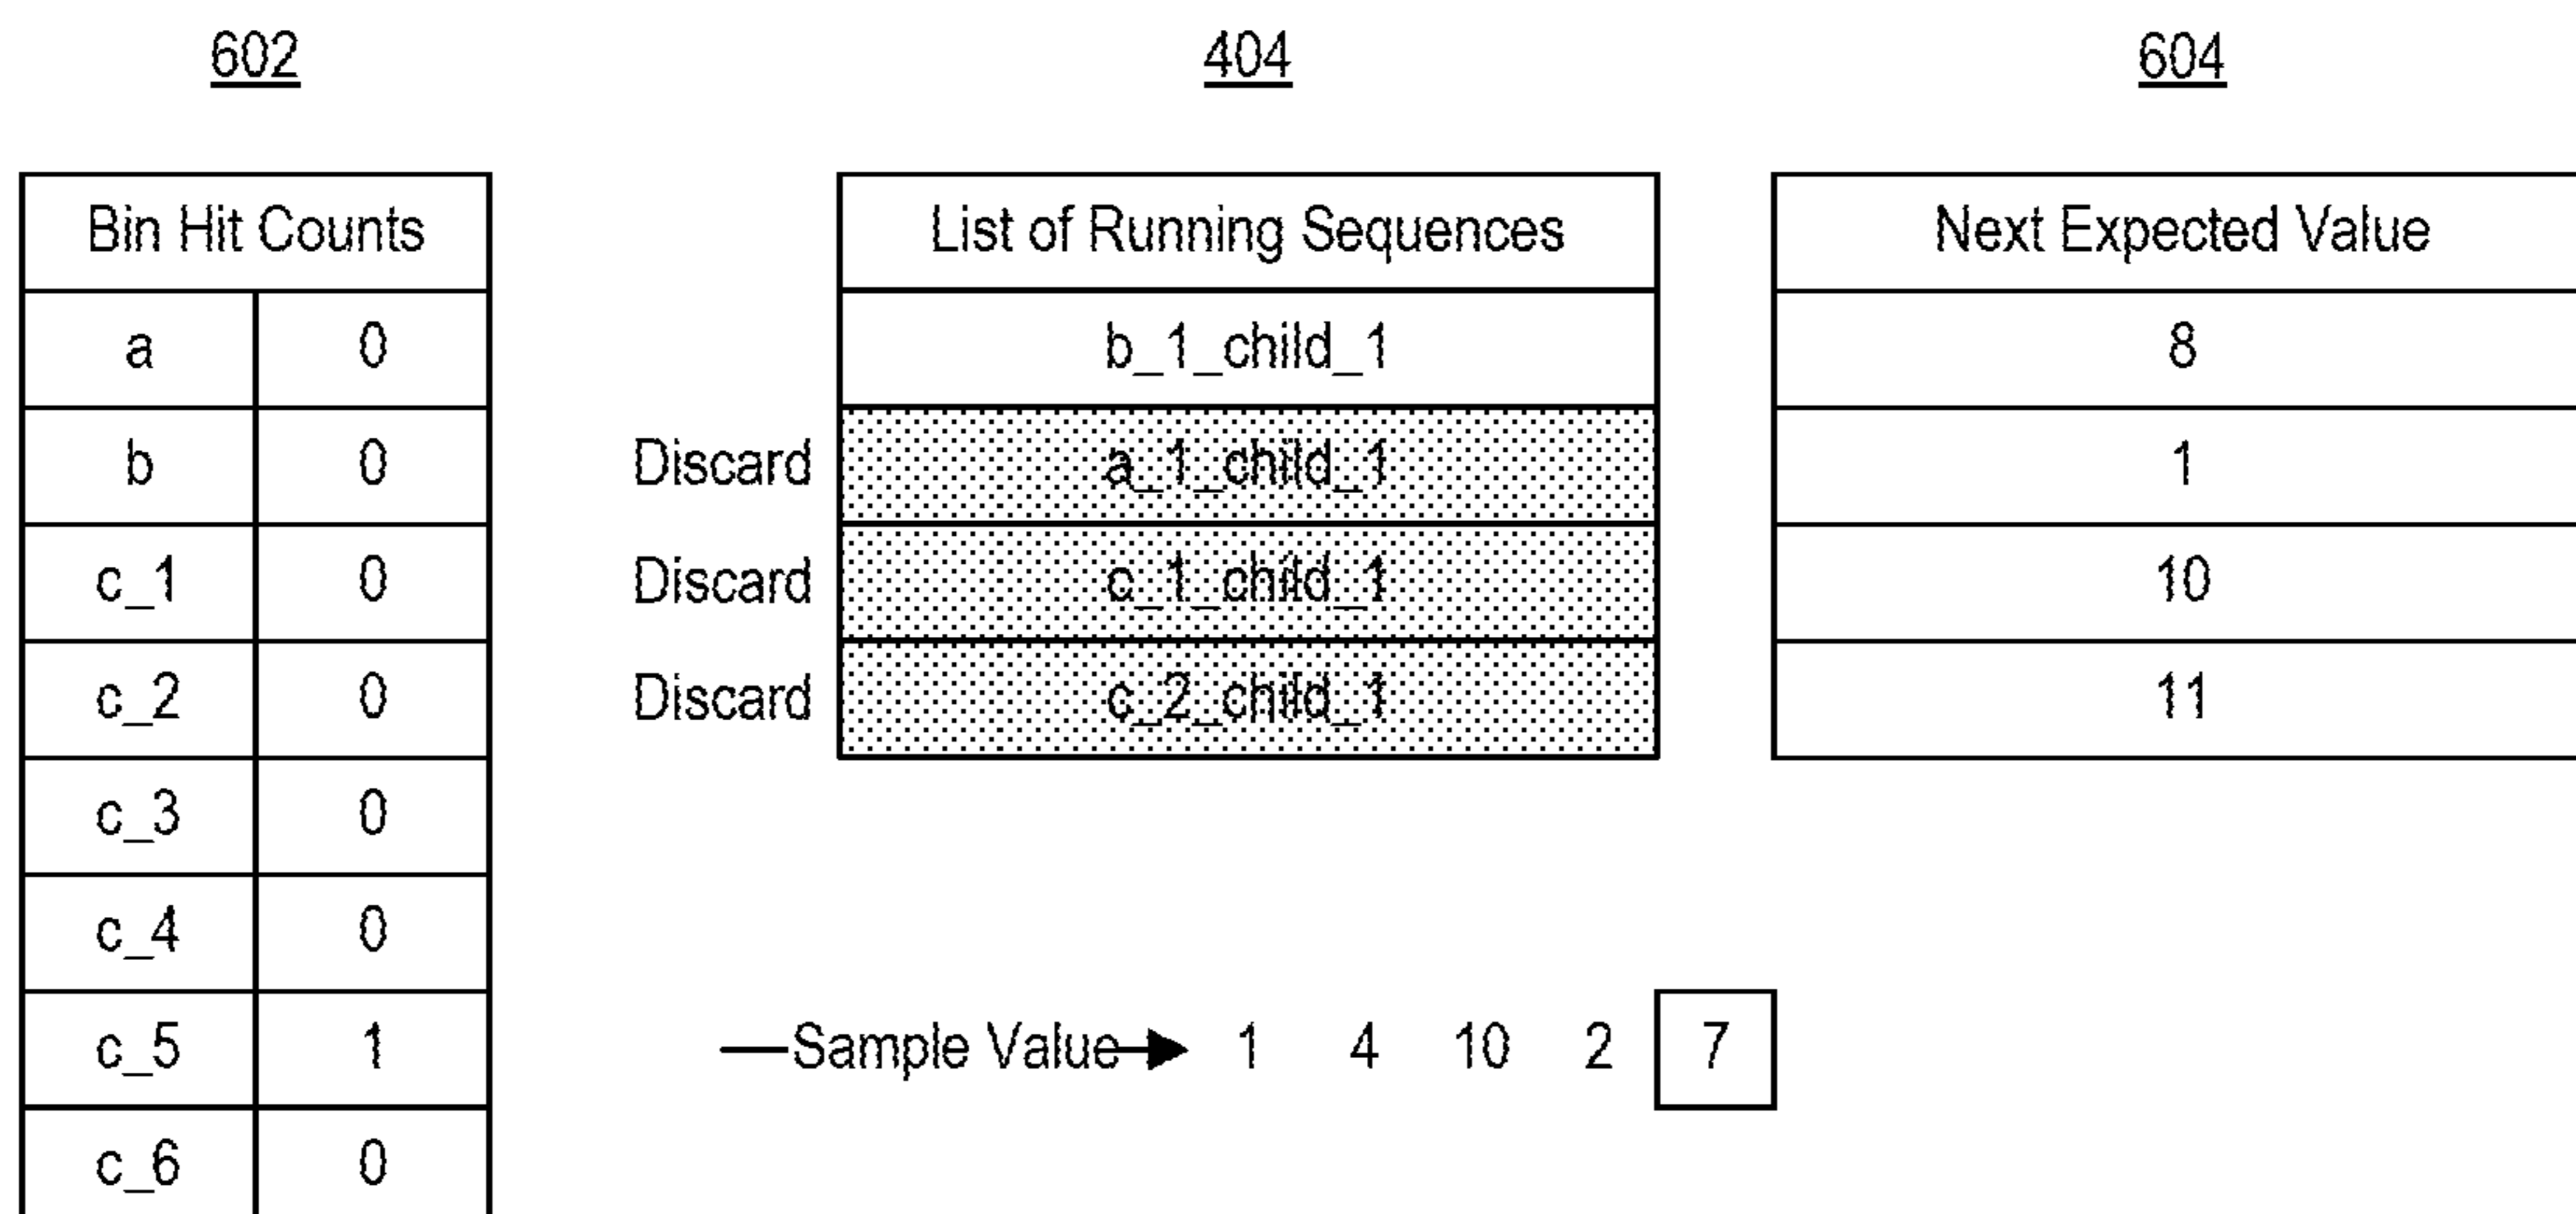 602 404 604
Bin Hit Counts List of Running Sequences Next Expected Value
a 0 b_1_child_1 8
b 0 Discard a_1_child_1 1
c_1 0 Discard c_1_child_1 10
c_2 0 Discard c_2_child_1 11
c_3 0
c_4 0
c_5 1 Sample Value 1 4 10 2 7
c_6 0